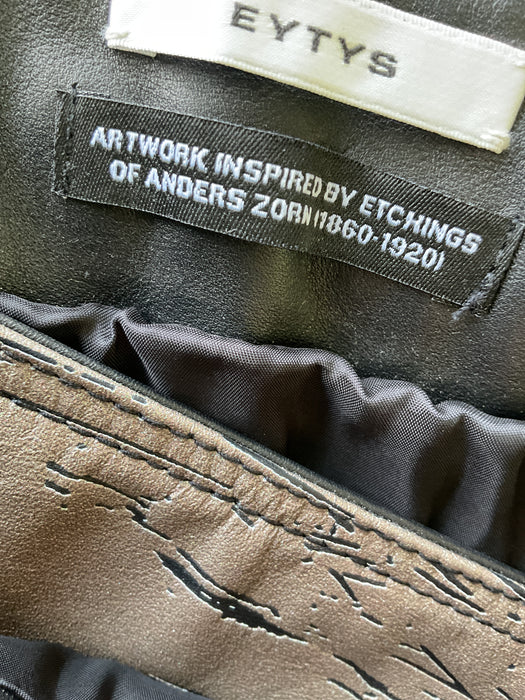 EYTYS
ARTWORK INSPIRED BY ETCHINGS
OF ANDERS ZORN (1860-1920)